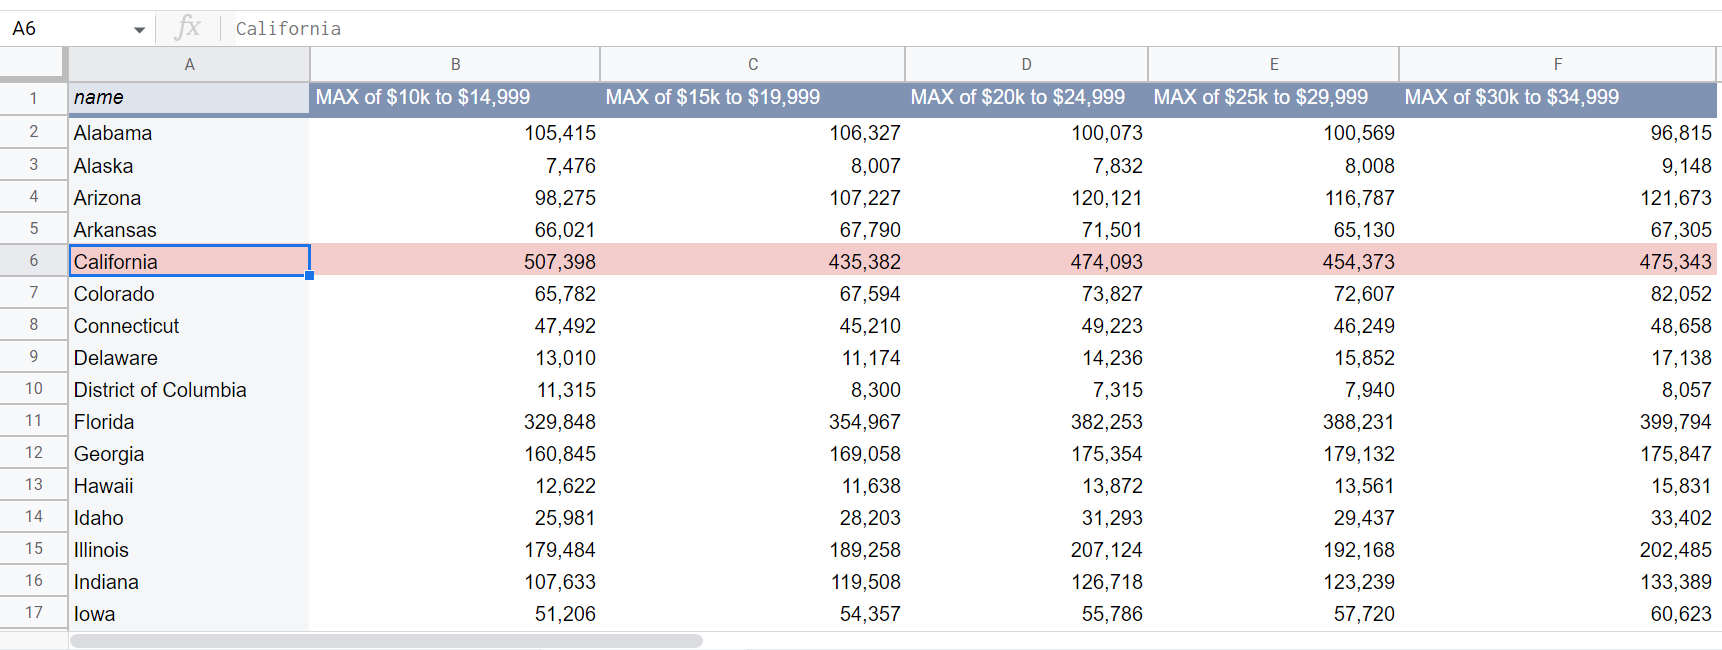 A6 fx California
A B C D E F
1 name MAX of $10k to $14,999 MAX of $15k to $19,999 MAX of $20k to $24,999 MAX of $25k to $29,999 MAX of $30k to $34,999
2 Alabama 105,415 106,327 100,073 100,569 96,815
3 Alaska 7,476 8,007 7,832 8,008 9,148
4 Arizona 98,275 107,227 120,121 116,787 121,673
5 Arkansas 66,021 67,790 71,501 65,130 67,305
6 California 507,398 435,382 474,093 454,373 475,343
7 Colorado 65,782 67,594 73,827 72,607 82,052
8 Connecticut 47,492 45,210 49,223 46,249 48,658
9 Delaware 13,010 11,174 14,236 15,852 17,138
10 District of Columbia 11,315 8,300 7,315 7,940 8,057
11 Florida 329,848 354,967 382,253 388,231 399,794
12 Georgia 160,845 169,058 175,354 179,132 175,847
13 Hawaii 12,622 11,638 13,872 13,561 15,831
14 Idaho 25,981 28,203 31,293 29,437 33,402
15 Illinois 179,484 189,258 207,124 192,168 202,485
16 Indiana 107,633 119,508 126,718 123,239 133,389
17 Iowa 51,206 54,357 55,786 57,720 60,623